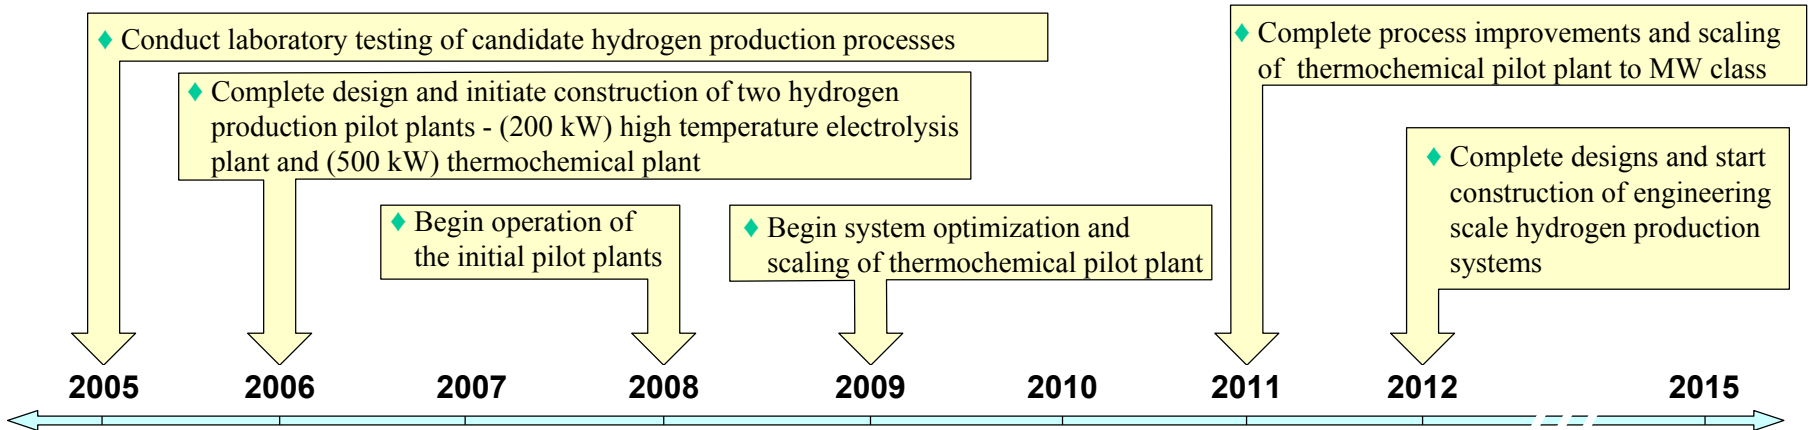 ♦ Conduct laboratory testing of candidate hydrogen production processes
♦ Complete design and initiate construction of two hydrogen
production pilot plants - (200 kW) high temperature electrolysis
plant and (500 kW) thermochemical plant
♦ Begin operation of
the initial pilot plants
♦ Begin system optimization and
scaling of thermochemical pilot plant
♦ Complete process improvements and scaling
of thermochemical pilot plant to MW class
♦ Complete designs and start
construction of engineering
scale hydrogen production
systems
2005 2006 2007 2008 2009 2010 2011 2012 2015